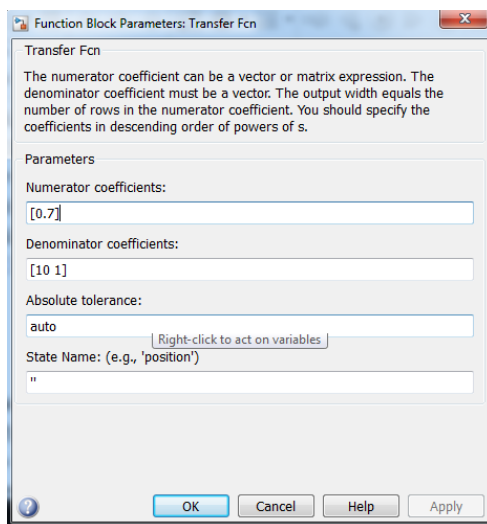 Function Block Parameters: Transfer Fcn
Transfer Fcn
The numerator coefficient can be a vector or matrix expression. The
denominator coefficient must be a vector. The output width equals the
number of rows in the numerator coefficient. You should specify the
coefficients in descending order of powers of s.
Parameters
Numerator coefficients:
[0.7]
Denominator coefficients:
[10 1]
Absolute tolerance:
auto
Right-click to act on variables
State Name: (e.g., 'position')
''
OK Cancel Help Apply